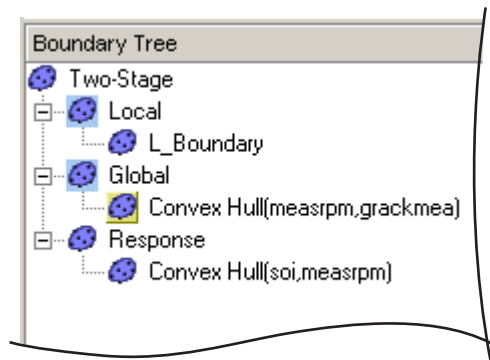 Boundary Tree
Two-Stage
Local
L_Boundary
Global
Convex Hull(measrpm,grackmea)
Response
Convex Hull(soi,measrpm)